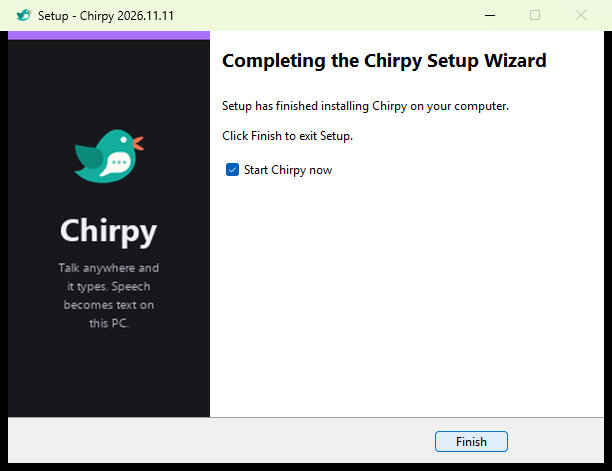 Setup - Chirpy 2026.11.11
Completing the Chirpy Setup Wizard
Setup has finished installing Chirpy on your computer.
Click Finish to exit Setup.
Start Chirpy now
Chirpy
Talk anywhere and
it types. Speech
becomes text on
this PC.
Finish